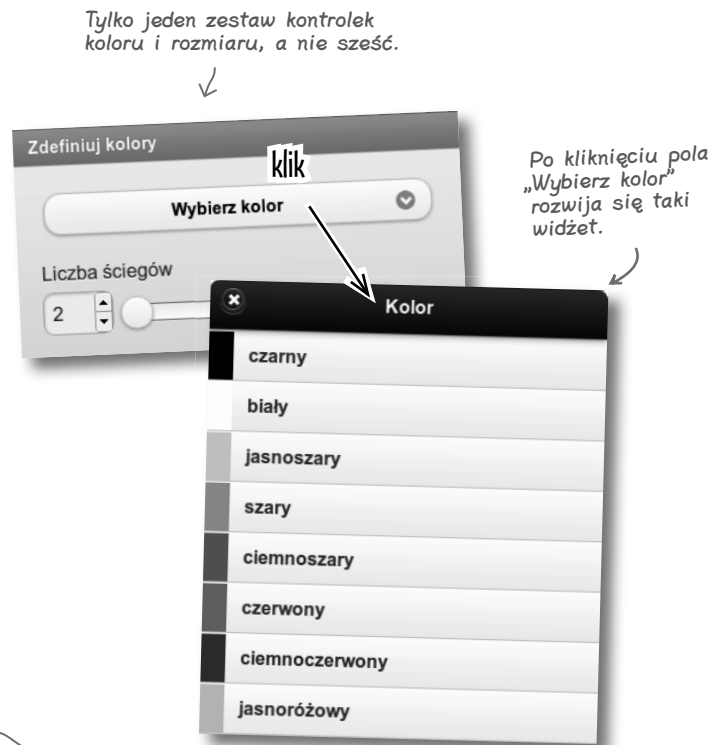 Tylko jeden zestaw kontrolek
koloru i rozmiaru, a nie sześć.
Zdefiniuj kolory
klik
Wybierz kolor
Po kliknięciu pola
„Wybierz kolor”
rozwija się taki
widżet.
Liczba ściegów
2
Kolor
czarny
biały
jasnoszary
szary
ciemnoszary
czerwony
ciemnoczerwony
jasnoróżowy